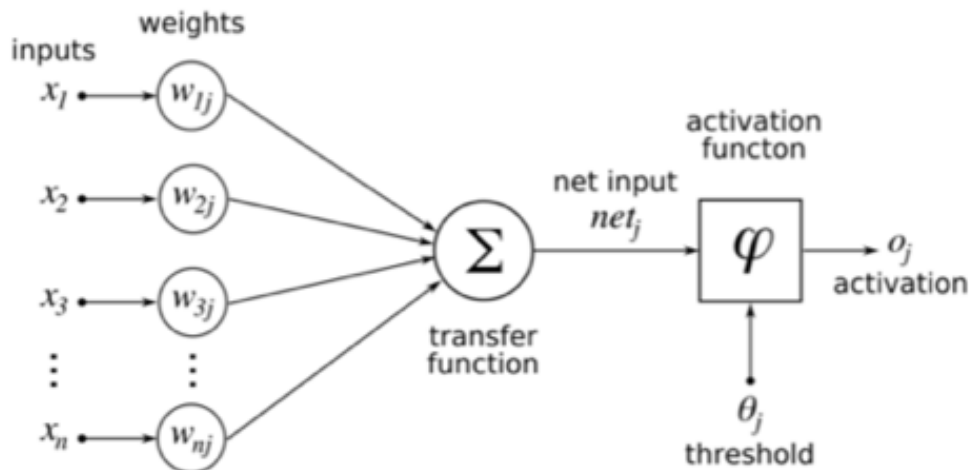 weights
inputs
x1
w1j
x2
w2j
x3
w3j
⋮
⋮
xn
wnj
Σ
transfer
function
net input
netj
activation
functon
φ
oj
activation
θj
threshold